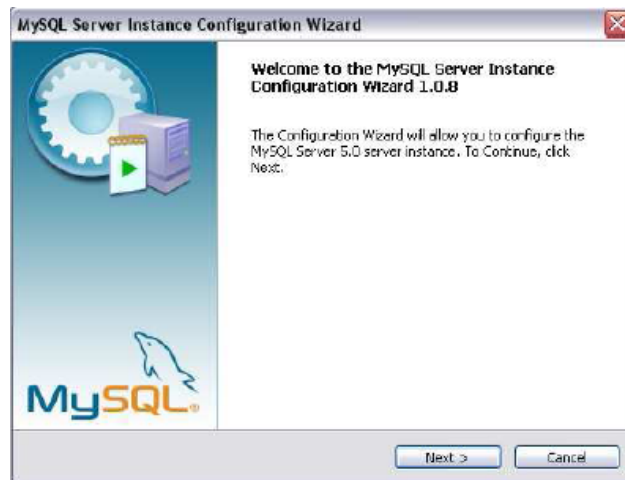 MySQL Server Instance Configuration Wizard
Welcome to the MySQL Server Instance
Configuration Wizard 1.0.8
The Configuration Wizard will allow you to configure the
MySQL Server 5.0 server instance. To Continue, click
Next.
MySQL®
Next >
Cancel